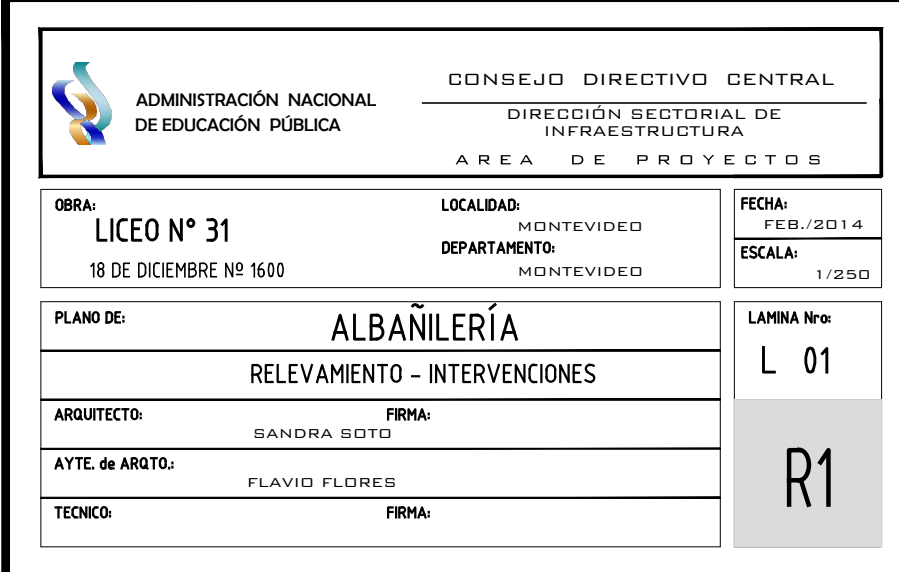 ADMINISTRACIÓN NACIONAL
DE EDUCACIÓN PÚBLICA
CONSEJO DIRECTIVO CENTRAL
DIRECCIÓN SECTORIAL DE
INFRAESTRUCTURA
AREA DE PROYECTOS
OBRA:
LICEO N° 31
18 DE DICIEMBRE Nº 1600
LOCALIDAD:
MONTEVIDEO
DEPARTAMENTO:
MONTEVIDEO
FECHA:
FEB./2014
ESCALA:
1/250
PLANO DE:
ALBAÑILERÍA
RELEVAMIENTO - INTERVENCIONES
LAMINA Nro:
L 01
ARQUITECTO: FIRMA:
SANDRA SOTO
AYTE. de ARQTO.:
FLAVIO FLORES
TECNICO: FIRMA:
R1